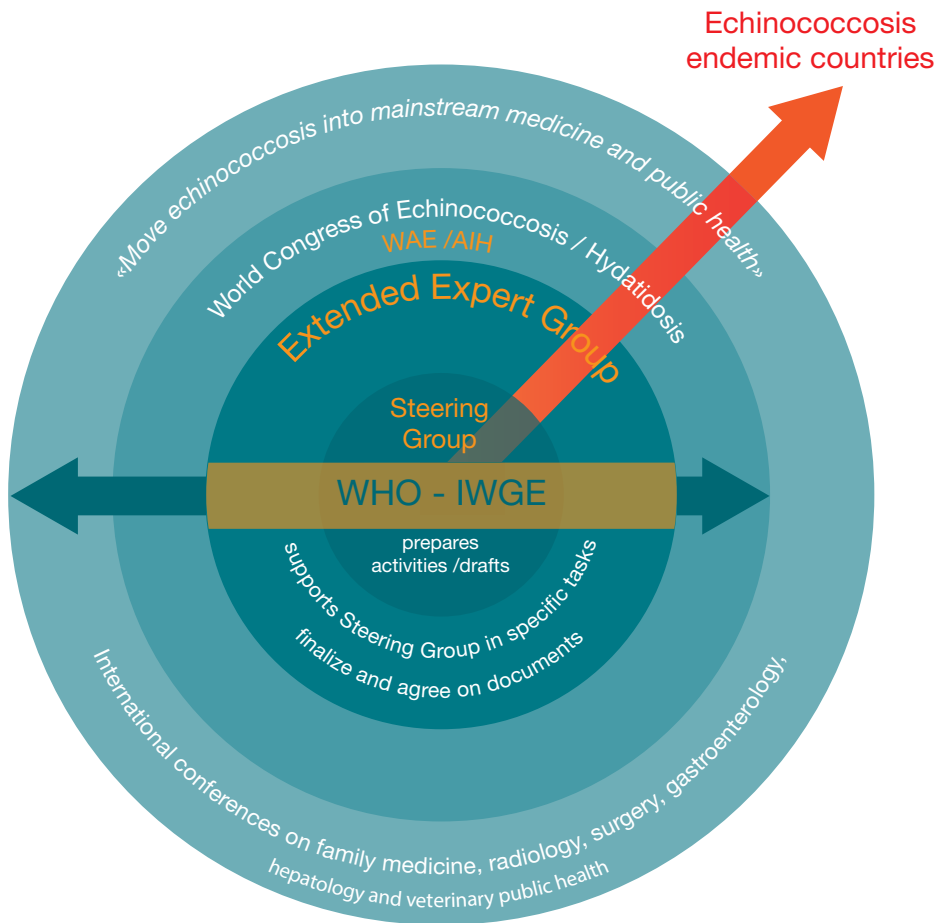 Echinococcosis
endemic countries
«Move echinococcosis into mainstream medicine and public health»
World Congress of Echinococcosis / Hydatidosis
WAE /AIH
Extended Expert Group
Steering
Group
WHO - IWGE
prepares
activities /drafts
supports Steering Group in specific tasks
finalize and agree on documents
International conferences on family medicine, radiology, surgery, gastroenterology,
hepatology and veterinary public health